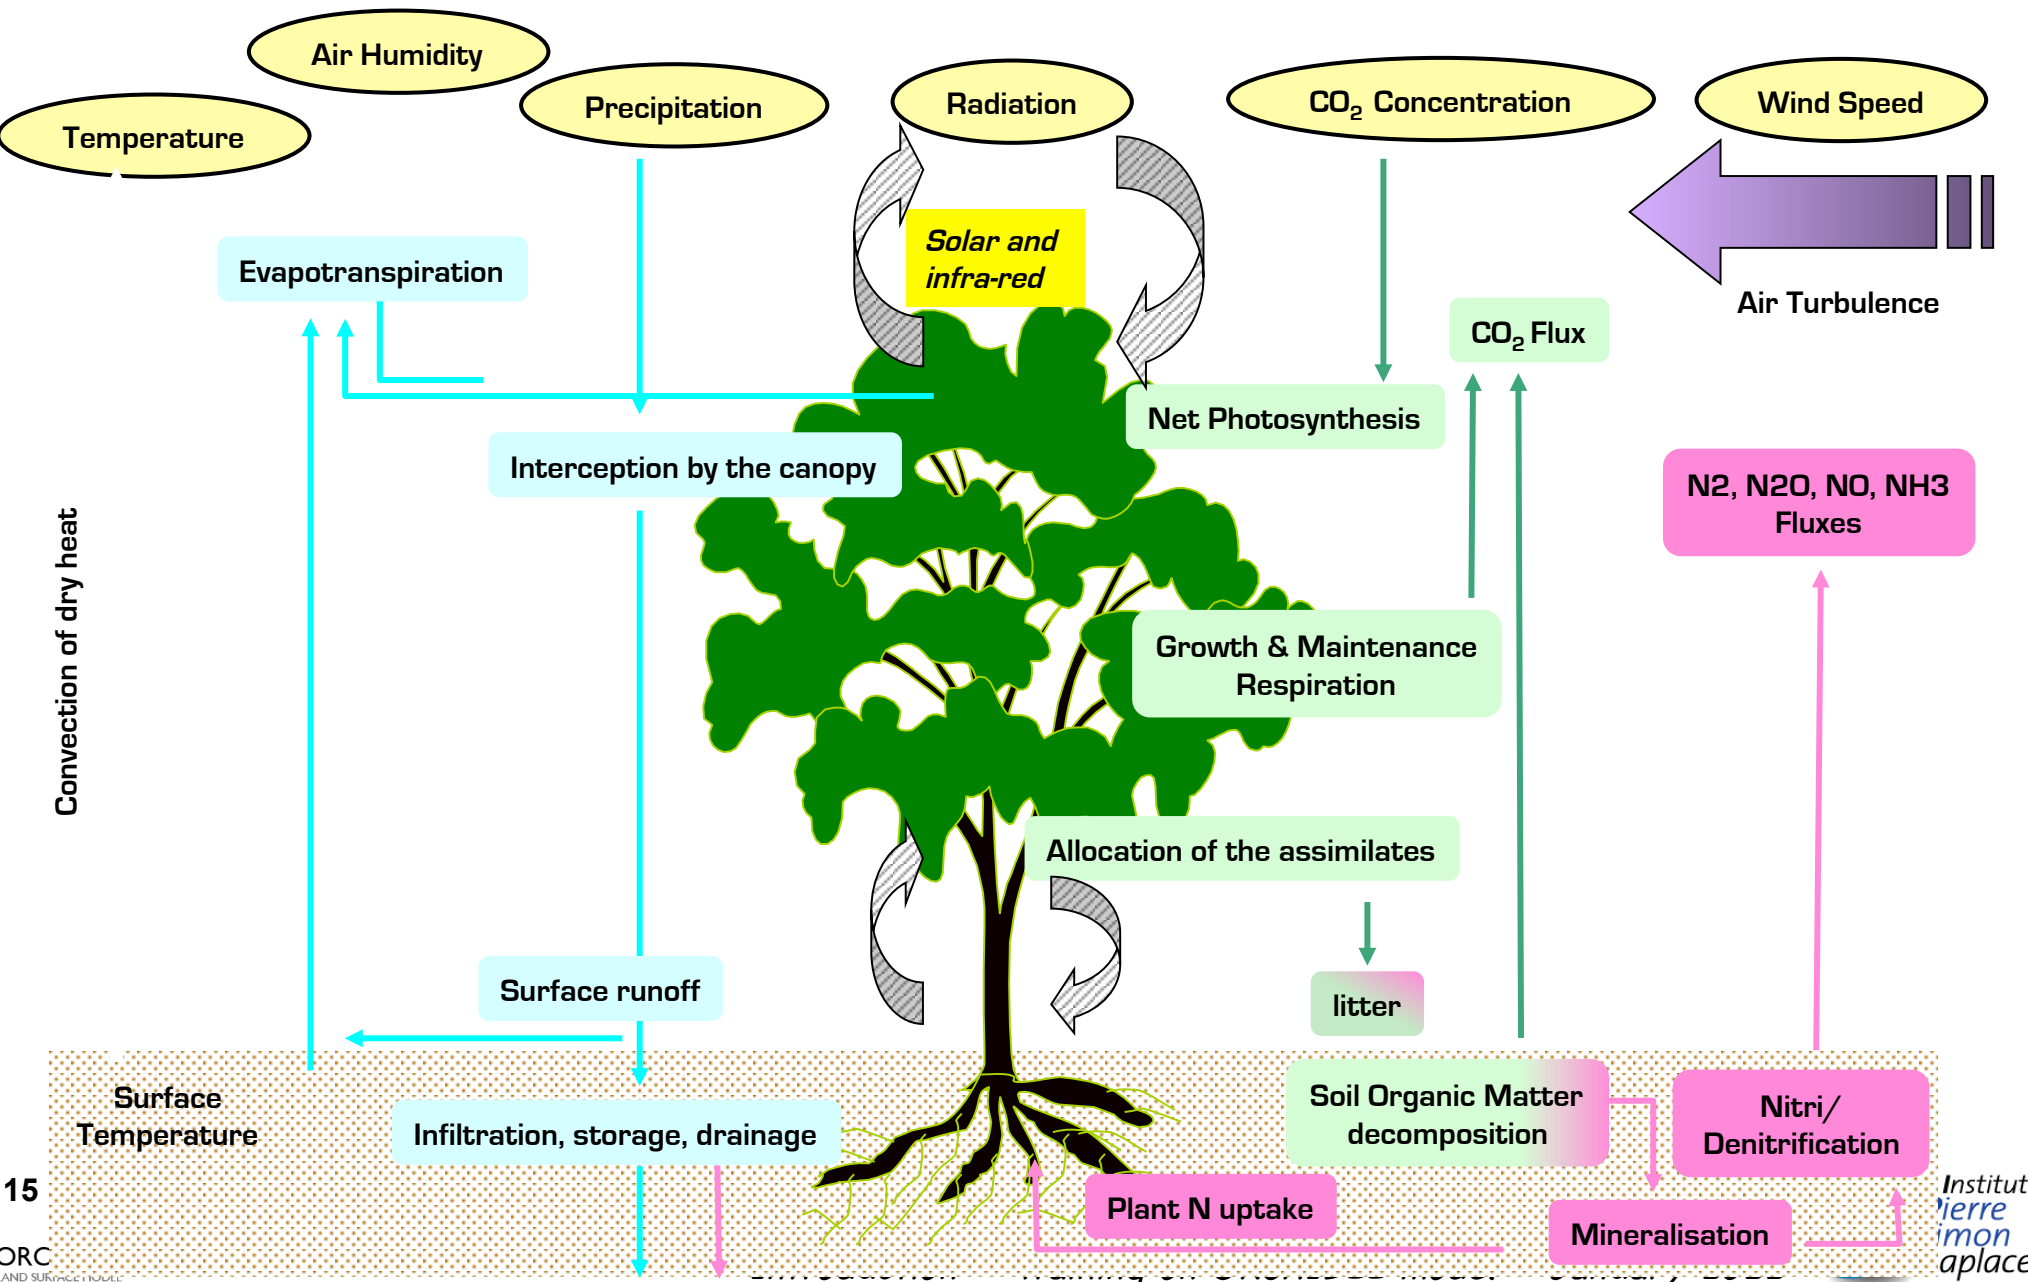 Air Humidity
Temperature
Precipitation
Radiation
CO2 Concentration
Wind Speed
Solar and
infra-red
Evapotranspiration
Air Turbulence
CO2 Flux
Net Photosynthesis
Interception by the canopy
N2, N2O, NO, NH3
Fluxes
Convection of dry heat
Growth & Maintenance
Respiration
Allocation of the assimilates
Surface runoff
litter
Surface
Temperature
Infiltration, storage, drainage
Soil Organic Matter
decomposition
Nitri/
Denitrification
Plant N uptake
Mineralisation
15
ORC
Institut
Pierre
imon
aplace